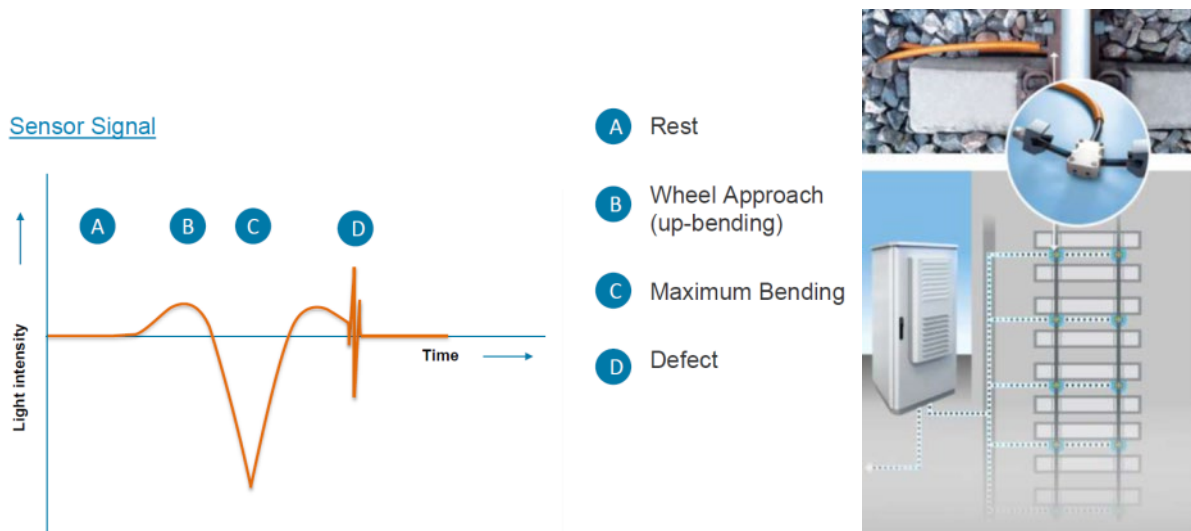 Sensor Signal
A
B
C
D
Light intensity
Time
A Rest
B Wheel Approach
(up-bending)
C Maximum Bending
D Defect